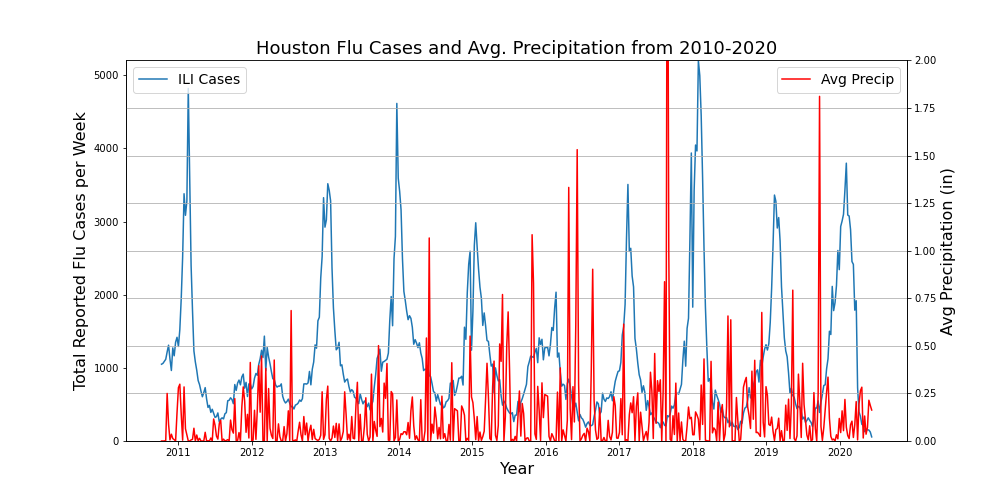 Houston Flu Cases and Avg. Precipitation from 2010-2020
ILI Cases
Avg Precip
Total Reported Flu Cases per Week
5000
4000
3000
2000
1000
0
2.00
1.75
1.50
1.25
1.00
0.75
0.50
0.25
0.00
Avg Precipitation (in)
2011 2012 2013 2014 2015 2016 2017 2018 2019 2020
Year